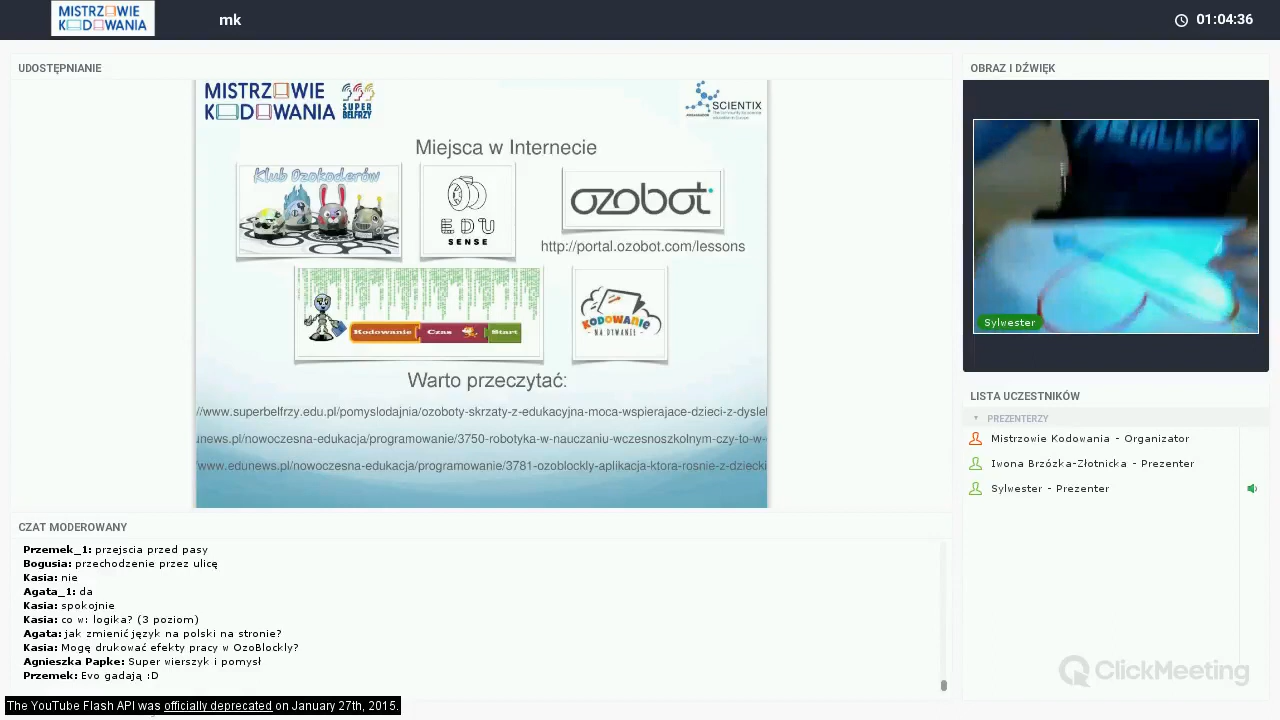 MISTRZOWIE
KODOWANIA
mk
01:04:36
UDOSTĘPNIANIE
OBRAZ I DŹWIĘK
MISTRZOWIE
KODOWANIA
SUPER
BELFRZY
SCIENTIX
Miejsca w Internecie
Klub Ozokoderów
EDU
SENSE
ozobot
http://portal.ozobot.com/lessons
Kodowanie Czas Start
KODOWANIE
NA DYWANIE
Warto przeczytać:
//www.superbelfrzy.edu.pl/pomyslodajnia/ozoboty-skrzaty-z-edukacyjna-moca-wspierajace-dzieci-z-dyslel
unews.pl/nowoczesna-edukacja/programowanie/3750-robotyka-w-nauczaniu-wczesnoszkolnym-czy-to-w-
/www.edunews.pl/nowoczesna-edukacja/programowanie/3781-ozoblockly-aplikacja-ktora-rosnie-z-dziecki
METALLICA
Sylwester
LISTA UCZESTNIKÓW
PREZENTERZY
Mistrzowie Kodowania - Organizator
Iwona Brzózka-Złotnicka - Prezenter
Sylwester - Prezenter
CZAT MODEROWANY
Przemek_1: przejscia przed pasy
Bogusia: przechodzenie przez ulicę
Kasia: nie
Agata_1: da
Kasia: spokojnie
Kasia: co w: logika? (3 poziom)
Agata: jak zmienić język na polski na stronie?
Kasia: Mogę drukować efekty pracy w OzoBlockly?
Agnieszka Papke: Super wierszyk i pomysł
Przemek: Evo gadają :D
ClickMeeting
The YouTube Flash API was officially deprecated on January 27th, 2015.